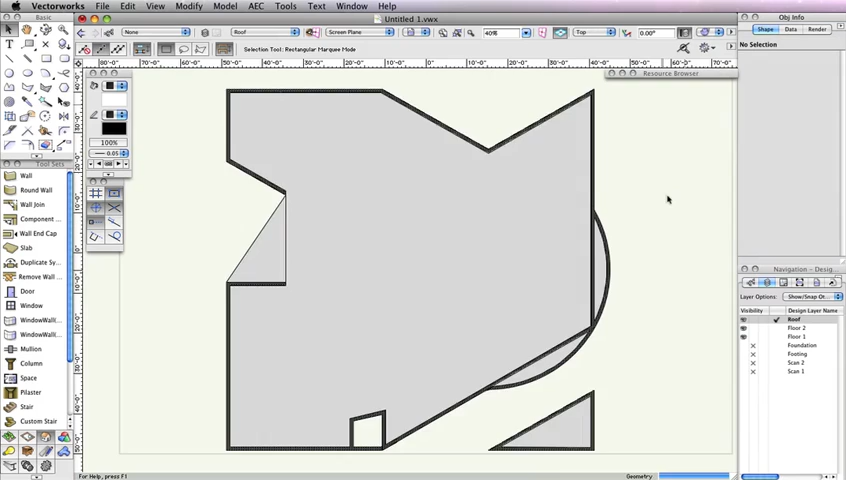 Vectorworks File Edit View Modify Model AEC Tools Text Window Help
Untitled 1.vwx
Basic
None
Roof
Screen Plane
40%
Top
0.00°
Selection Tool: Rectangular Marquee Mode
Obj Info
Shape Data Render
No Selection
Resource Browser
100%
0.05
Tool Sets
Wall
Round Wall
Wall Join
Component ...
Wall End Cap
Slab
Duplicate Sy...
Remove Wall ...
Door
Window
WindowWall(...
WindowWall(...
Mullion
Column
Space
Pilaster
Stair
Custom Stair
Navigation - Desig...
Layer Options: Show/Snap Ot...
Visibility # Design Layer Name
Roof
Floor 2
Floor 1
Foundation
Footing
Scan 2
Scan 1
For Help, press F1
Geometry